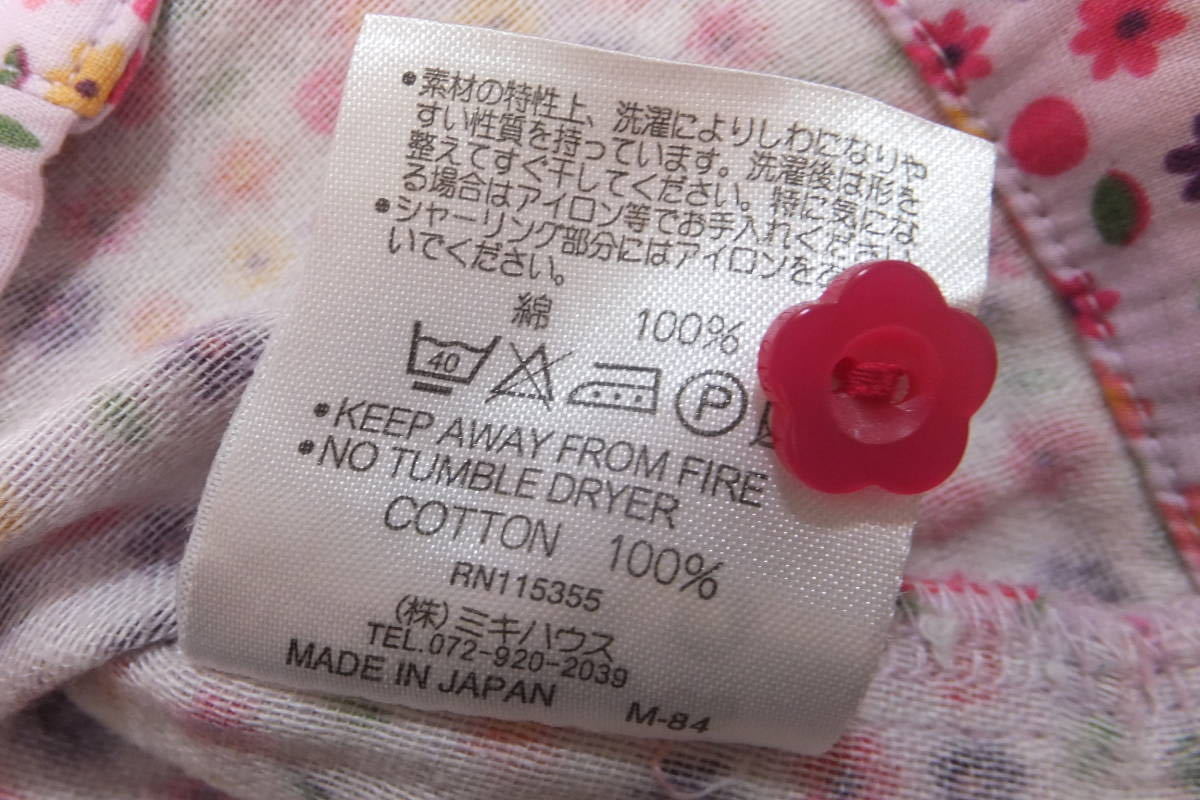 •素材の特性上、洗濯によりしわになりや
すい性質を持っています。洗濯後は形を
整えてすぐ干してください。特に気にな
る場合はアイロン等でお手入れください
•シャーリング部分にはアイロンを
いでください。
綿 100%
40 P
•KEEP AWAY FROM FIRE
•NO TUMBLE DRYER
COTTON 100%
RN115355
(株)ミキハウス
TEL.072-920-2039
MADE IN JAPAN M-84